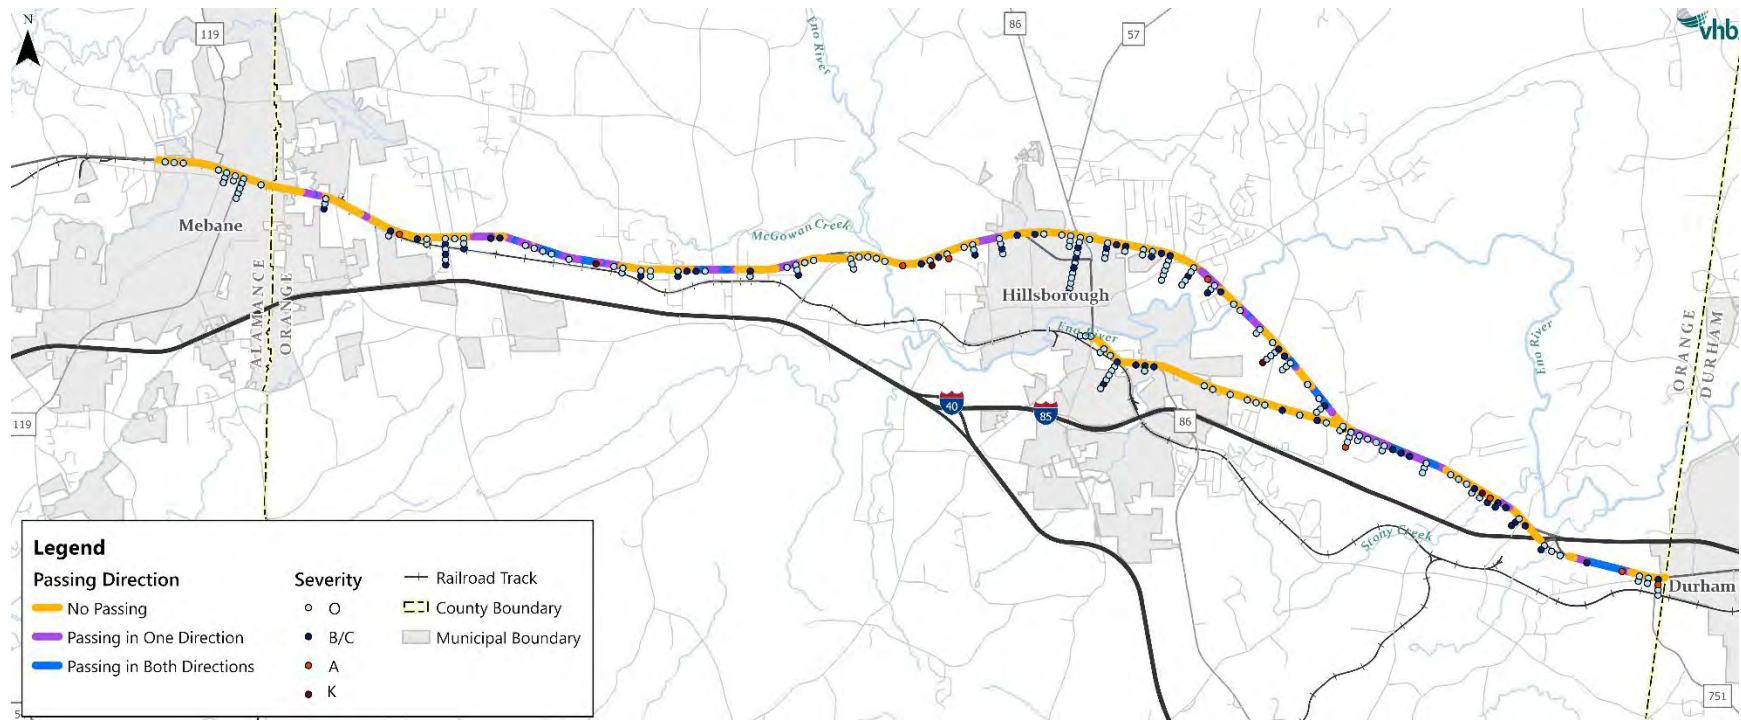 N
119
86
57
vhb
Eno River
Mebane
McGowan Creek
Hillsborough
Eno River
Eno River
ALAMANCE
ORANGE
ORANGE
DURHAM
119
40
85
86
Stony Creek
Durham
751
5
Legend
Passing Direction
No Passing
Passing in One Direction
Passing in Both Directions
Severity
O
B/C
A
K
Railroad Track
County Boundary
Municipal Boundary